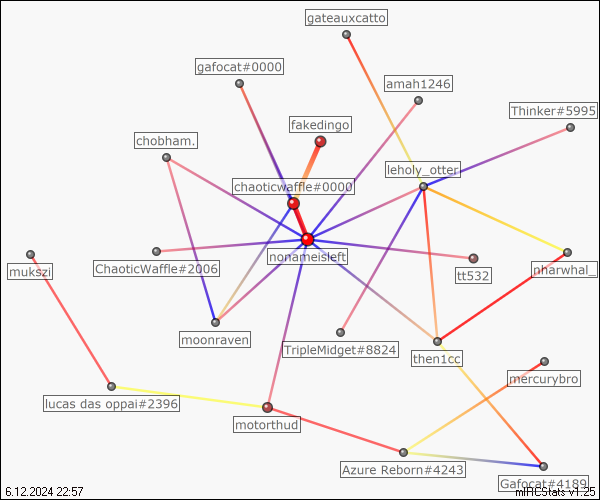 gateauxcatto
gafocat#0000
amah1246
Thinker#5995
fakedingo
chobham.
leholy_otter
chaoticwaffle#0000
nonameisleft
ChaoticWaffle#2006
mukszi
tt532
nharwhal_
moonraven
TripleMidget#8824
then1cc
mercurybro
lucas das oppai#2396
motorthud
Azure Reborn#4243
Gafocat#4189
6.12.2024 22:57
mIRCStats v1.25